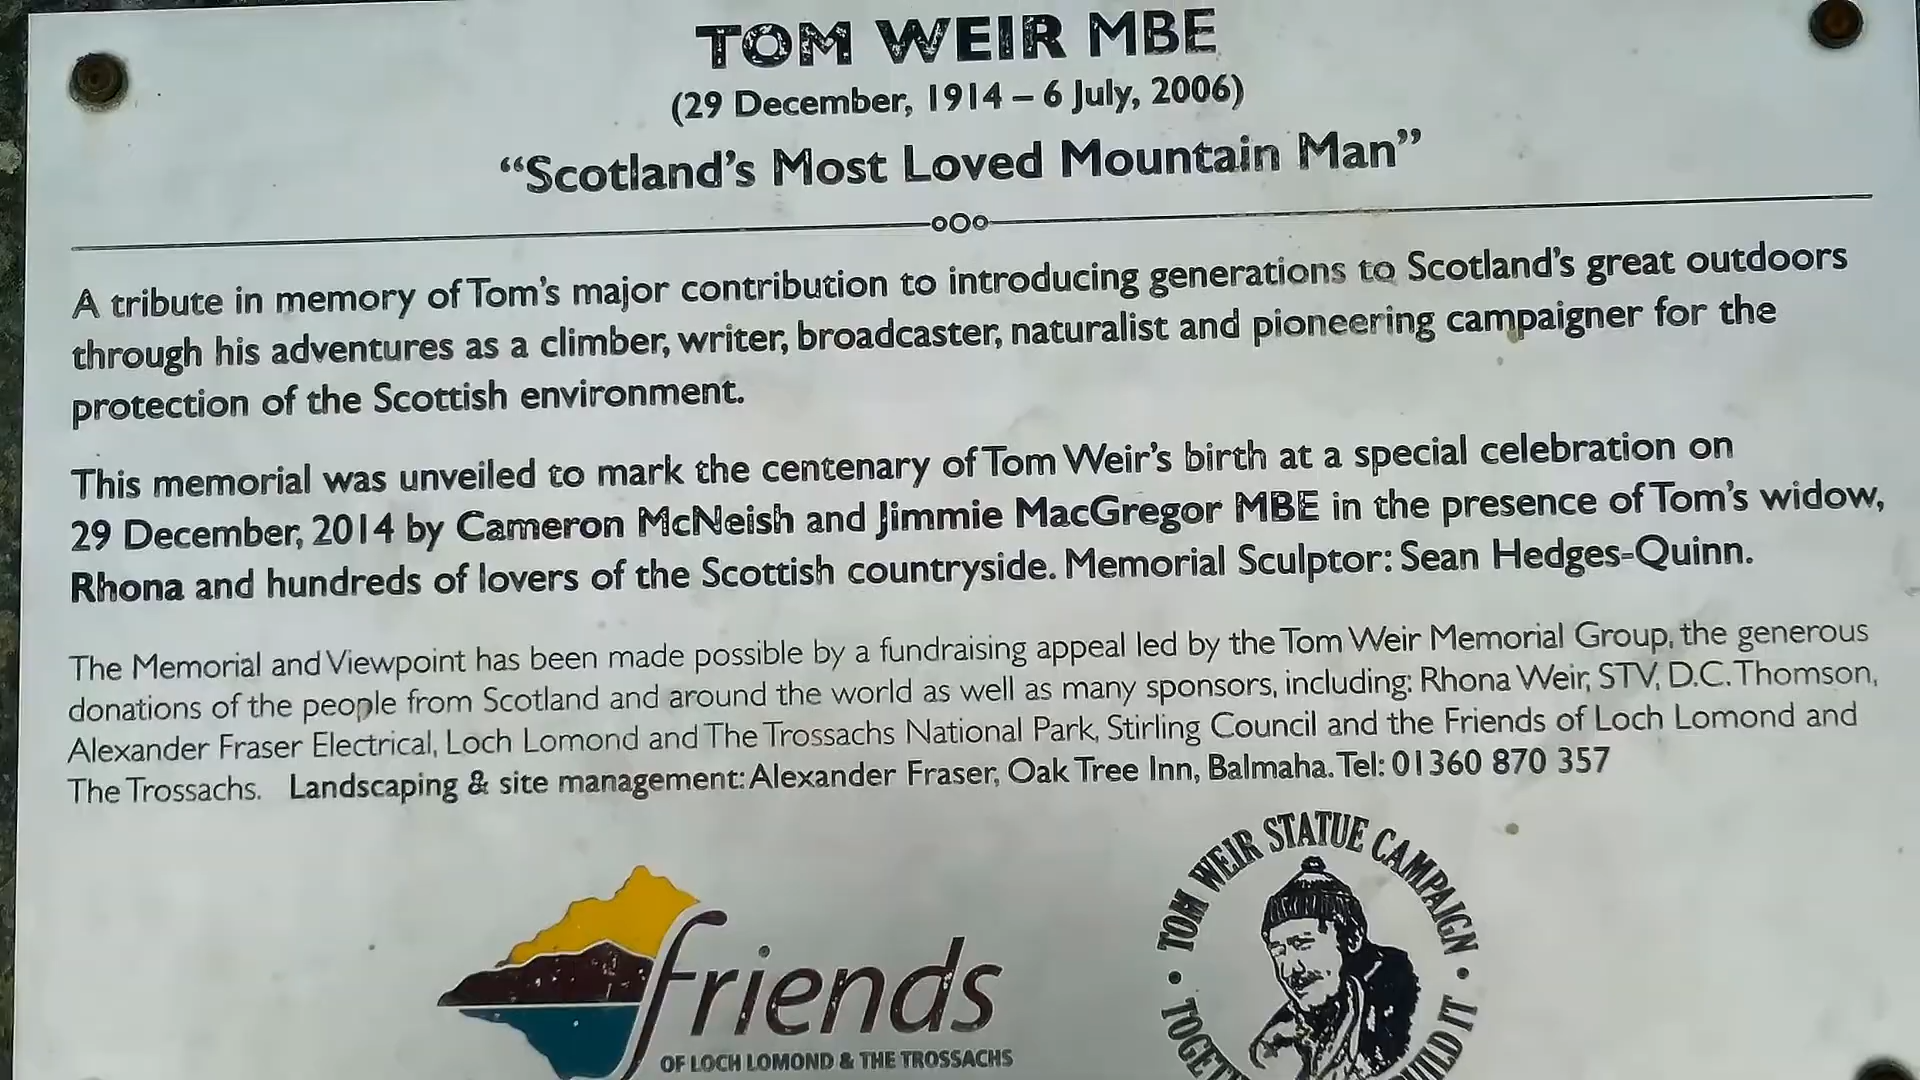 TOM WEIR MBE
(29 December, 1914 – 6 July, 2006)
“Scotland’s Most Loved Mountain Man”
A tribute in memory of Tom’s major contribution to introducing generations to Scotland’s great outdoors
through his adventures as a climber, writer, broadcaster, naturalist and pioneering campaigner for the
protection of the Scottish environment.
This memorial was unveiled to mark the centenary of Tom Weir’s birth at a special celebration on
29 December, 2014 by Cameron McNeish and Jimmie MacGregor MBE in the presence of Tom’s widow,
Rhona and hundreds of lovers of the Scottish countryside. Memorial Sculptor: Sean Hedges-Quinn.
The Memorial and Viewpoint has been made possible by a fundraising appeal led by the Tom Weir Memorial Group, the generous
donations of the people from Scotland and around the world as well as many sponsors, including: Rhona Weir, STV, D.C. Thomson,
Alexander Fraser Electrical, Loch Lomond and The Trossachs National Park, Stirling Council and the Friends of Loch Lomond and
The Trossachs. Landscaping & site management: Alexander Fraser, Oak Tree Inn, Balmaha. Tel: 01360 870 357
friends
OF LOCH LOMOND & THE TROSSACHS
TOM WEIR STATUE CAMPAIGN